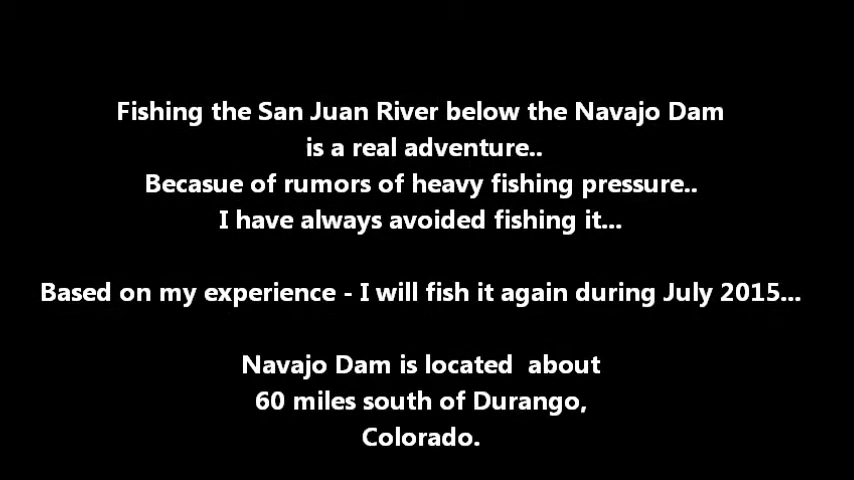 Fishing the San Juan River below the Navajo Dam
is a real adventure..
Becasue of rumors of heavy fishing pressure..
I have always avoided fishing it...
Based on my experience - I will fish it again during July 2015...
Navajo Dam is located  about
60 miles south of Durango,
Colorado.